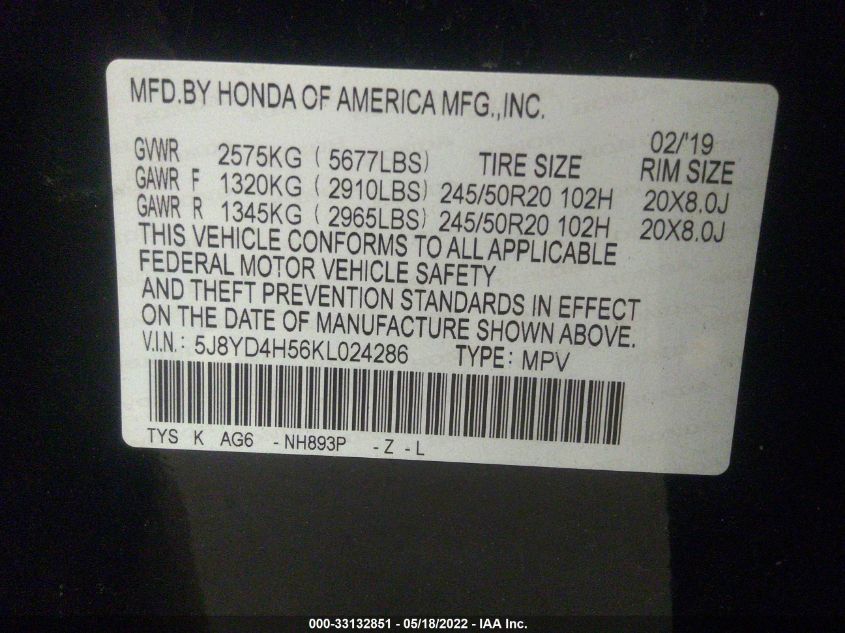 MFD.BY HONDA OF AMERICA MFG.,INC.
02/'19
GVWR 2575KG ( 5677LBS) TIRE SIZE RIM SIZE
GAWR F 1320KG ( 2910LBS) 245/50R20 102H 20X8.0J
GAWR R 1345KG ( 2965LBS) 245/50R20 102H 20X8.0J
THIS VEHICLE CONFORMS TO ALL APPLICABLE
FEDERAL MOTOR VEHICLE SAFETY
AND THEFT PREVENTION STANDARDS IN EFFECT
ON THE DATE OF MANUFACTURE SHOWN ABOVE.
V.I.N.: 5J8YD4H56KL024286 TYPE: MPV
TYS K AG6 -NH893P -Z -L
000-33132851 - 05/18/2022 - IAA Inc.